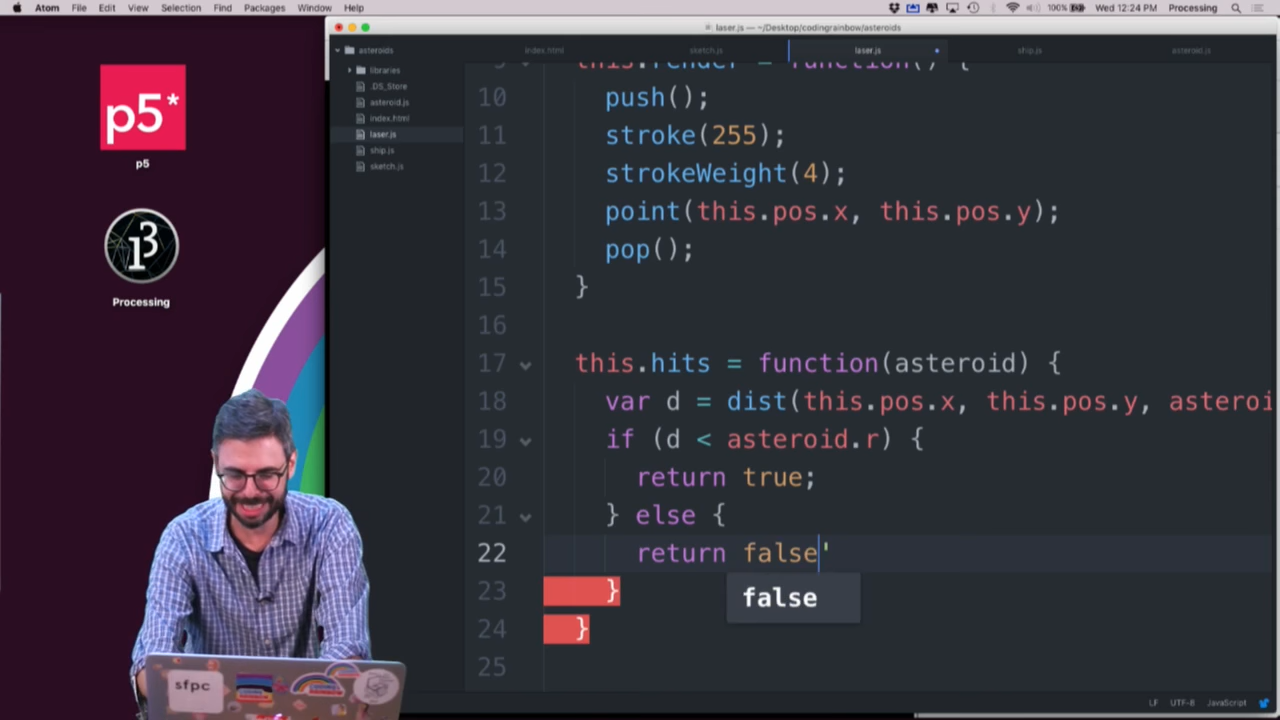 Atom File Edit View Selection Find Packages Window Help
100% Wed 12:24 PM Processing
laser.js — ~/Desktop/codingrainbow/asteroids
asteroids
index.html sketch.js laser.js ship.js asteroid.js
libraries
.DS_Store
asteroid.js
index.html
laser.js
ship.js
sketch.js
p5*
p5
Processing
9 this.render = function() {
10 push();
11 stroke(255);
12 strokeWeight(4);
13 point(this.pos.x, this.pos.y);
14 pop();
15 }
16
17 this.hits = function(asteroid) {
18 var d = dist(this.pos.x, this.pos.y, asteroi
19 if (d < asteroid.r) {
20 return true;
21 } else {
22 return false'
23 }
false
24 }
25
sfpc
LF UTF-8 JavaScript